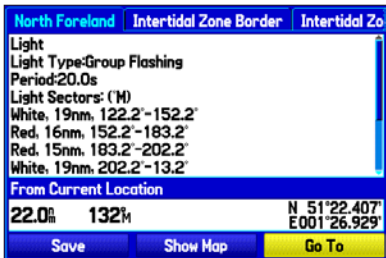 North Foreland Intertidal Zone Border Intertidal Zo
Light
Light Type:Group Flashing
Period:20.0s
Light Sectors: (°M)
White, 19nm, 122.2°-152.2°
Red, 16nm, 152.2°-183.2°
Red, 15nm, 183.2°-202.2°
White, 19nm, 202.2°-13.2°
From Current Location
22.0nm 132°M N 51°22.407'
E001°26.929'
Save Show Map Go To